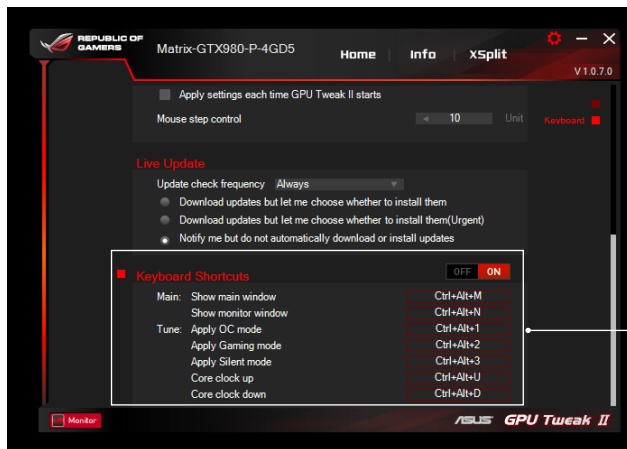 REPUBLIC OF
GAMERS
Matrix-GTX980-P-4GD5
Home
Info
XSplit
V 1.0.7.0
Apply settings each time GPU Tweak II starts
Mouse step control 10 Unit
Keyboard
Live Update
Update check frequency Always
Download updates but let me choose whether to install them
Download updates but let me choose whether to install them(Urgent)
Notify me but do not automatically download or install updates
Keyboard Shortcuts OFF ON
Main: Show main window Ctrl+Alt+M
Show monitor window Ctrl+Alt+N
Tune: Apply OC mode Ctrl+Alt+1
Apply Gaming mode Ctrl+Alt+2
Apply Silent mode Ctrl+Alt+3
Core clock up Ctrl+Alt+U
Core clock down Ctrl+Alt+D
Monitor
ASUS GPU Tweak II